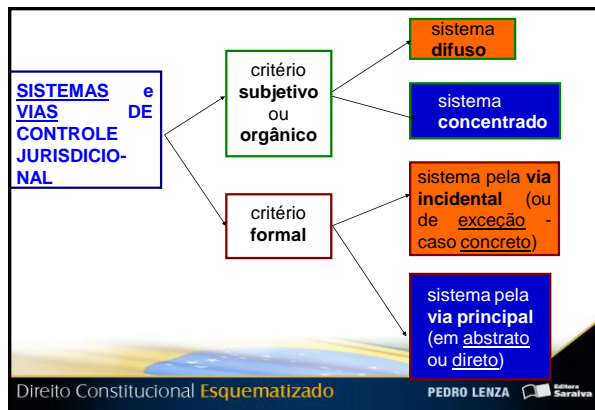 SISTEMAS e
VIAS DE
CONTROLE
JURISDICIO-
NAL
critério
subjetivo
ou
orgânico
sistema
difuso
sistema
concentrado
critério
formal
sistema pela via
incidental (ou
de exceção -
caso concreto)
sistema pela
via principal
(em abstrato
ou direto)
Direito Constitucional Esquematizado
PEDRO LENZA
Editora
Saraiva